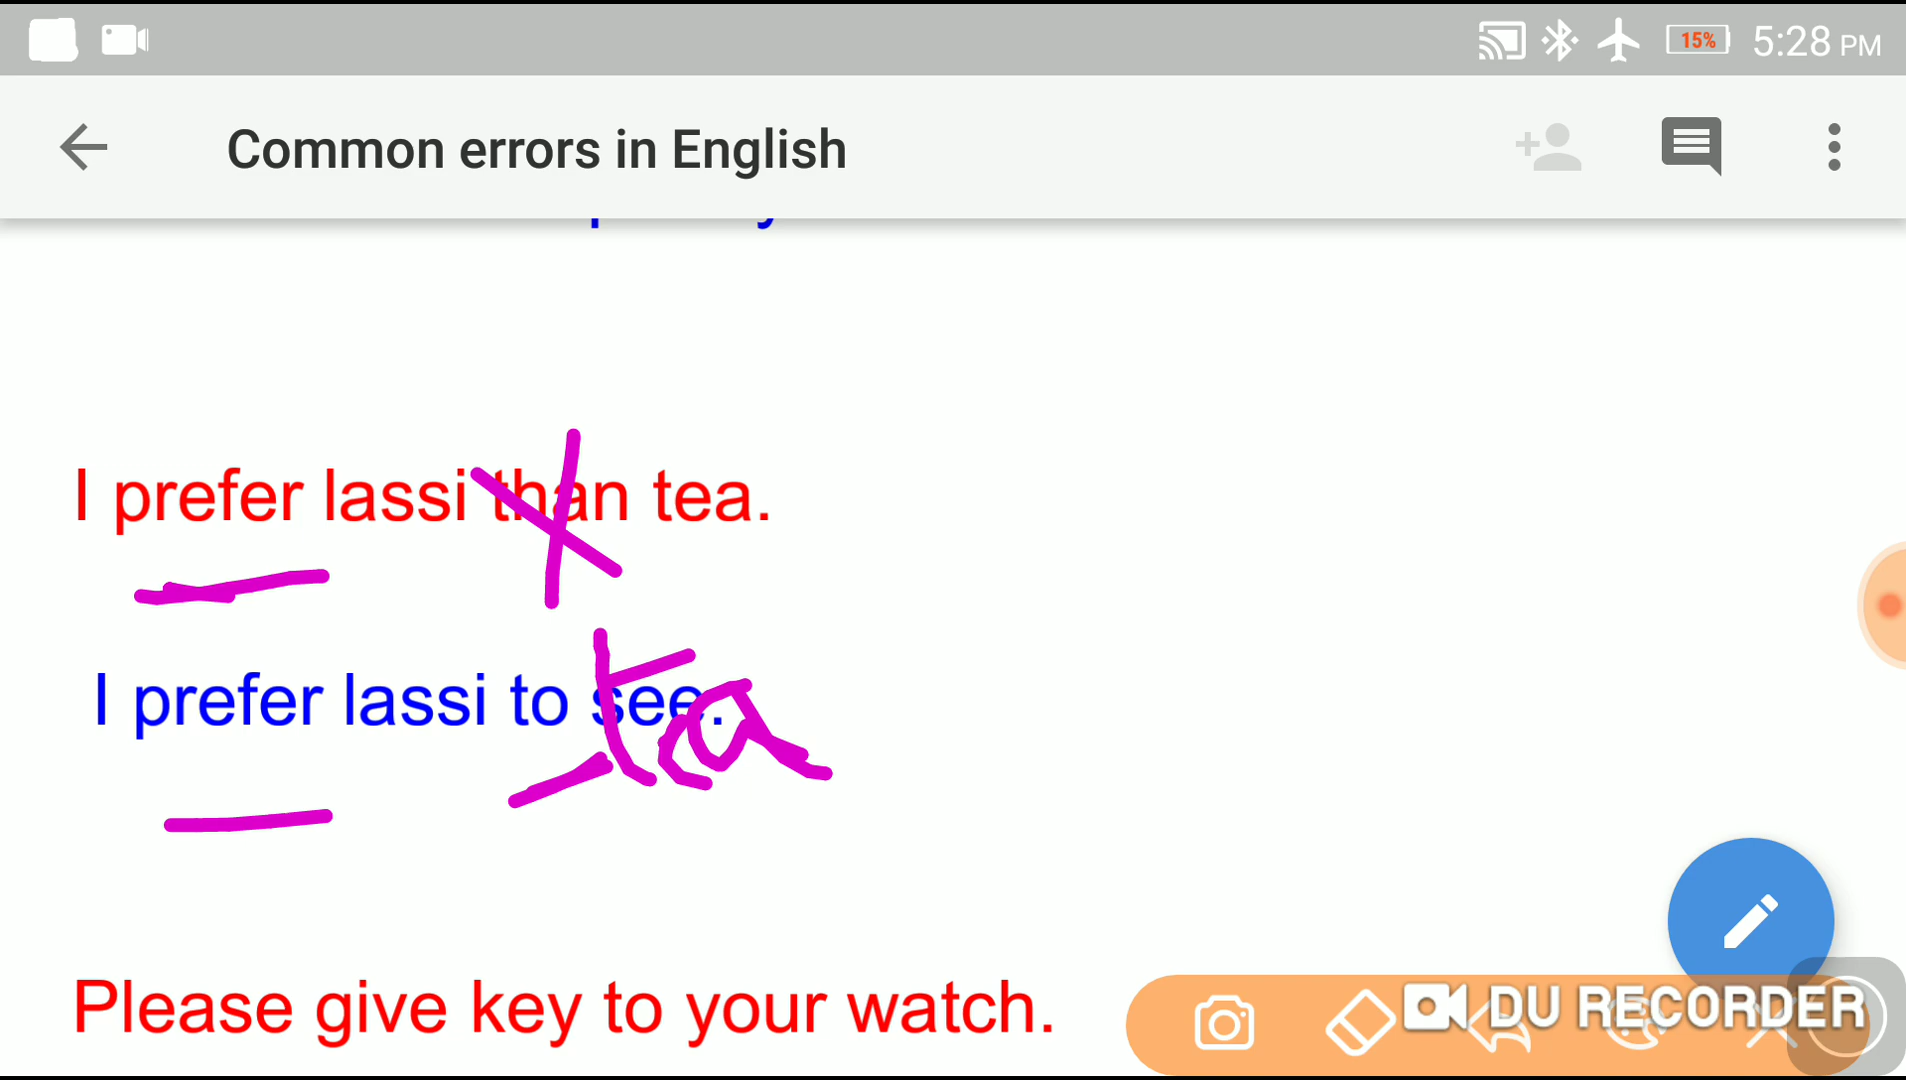 15% 5:28 PM
Common errors in English
I prefer lassi than tea.
I prefer lassi to see.
tea
Please give key to your watch.
DU RECORDER